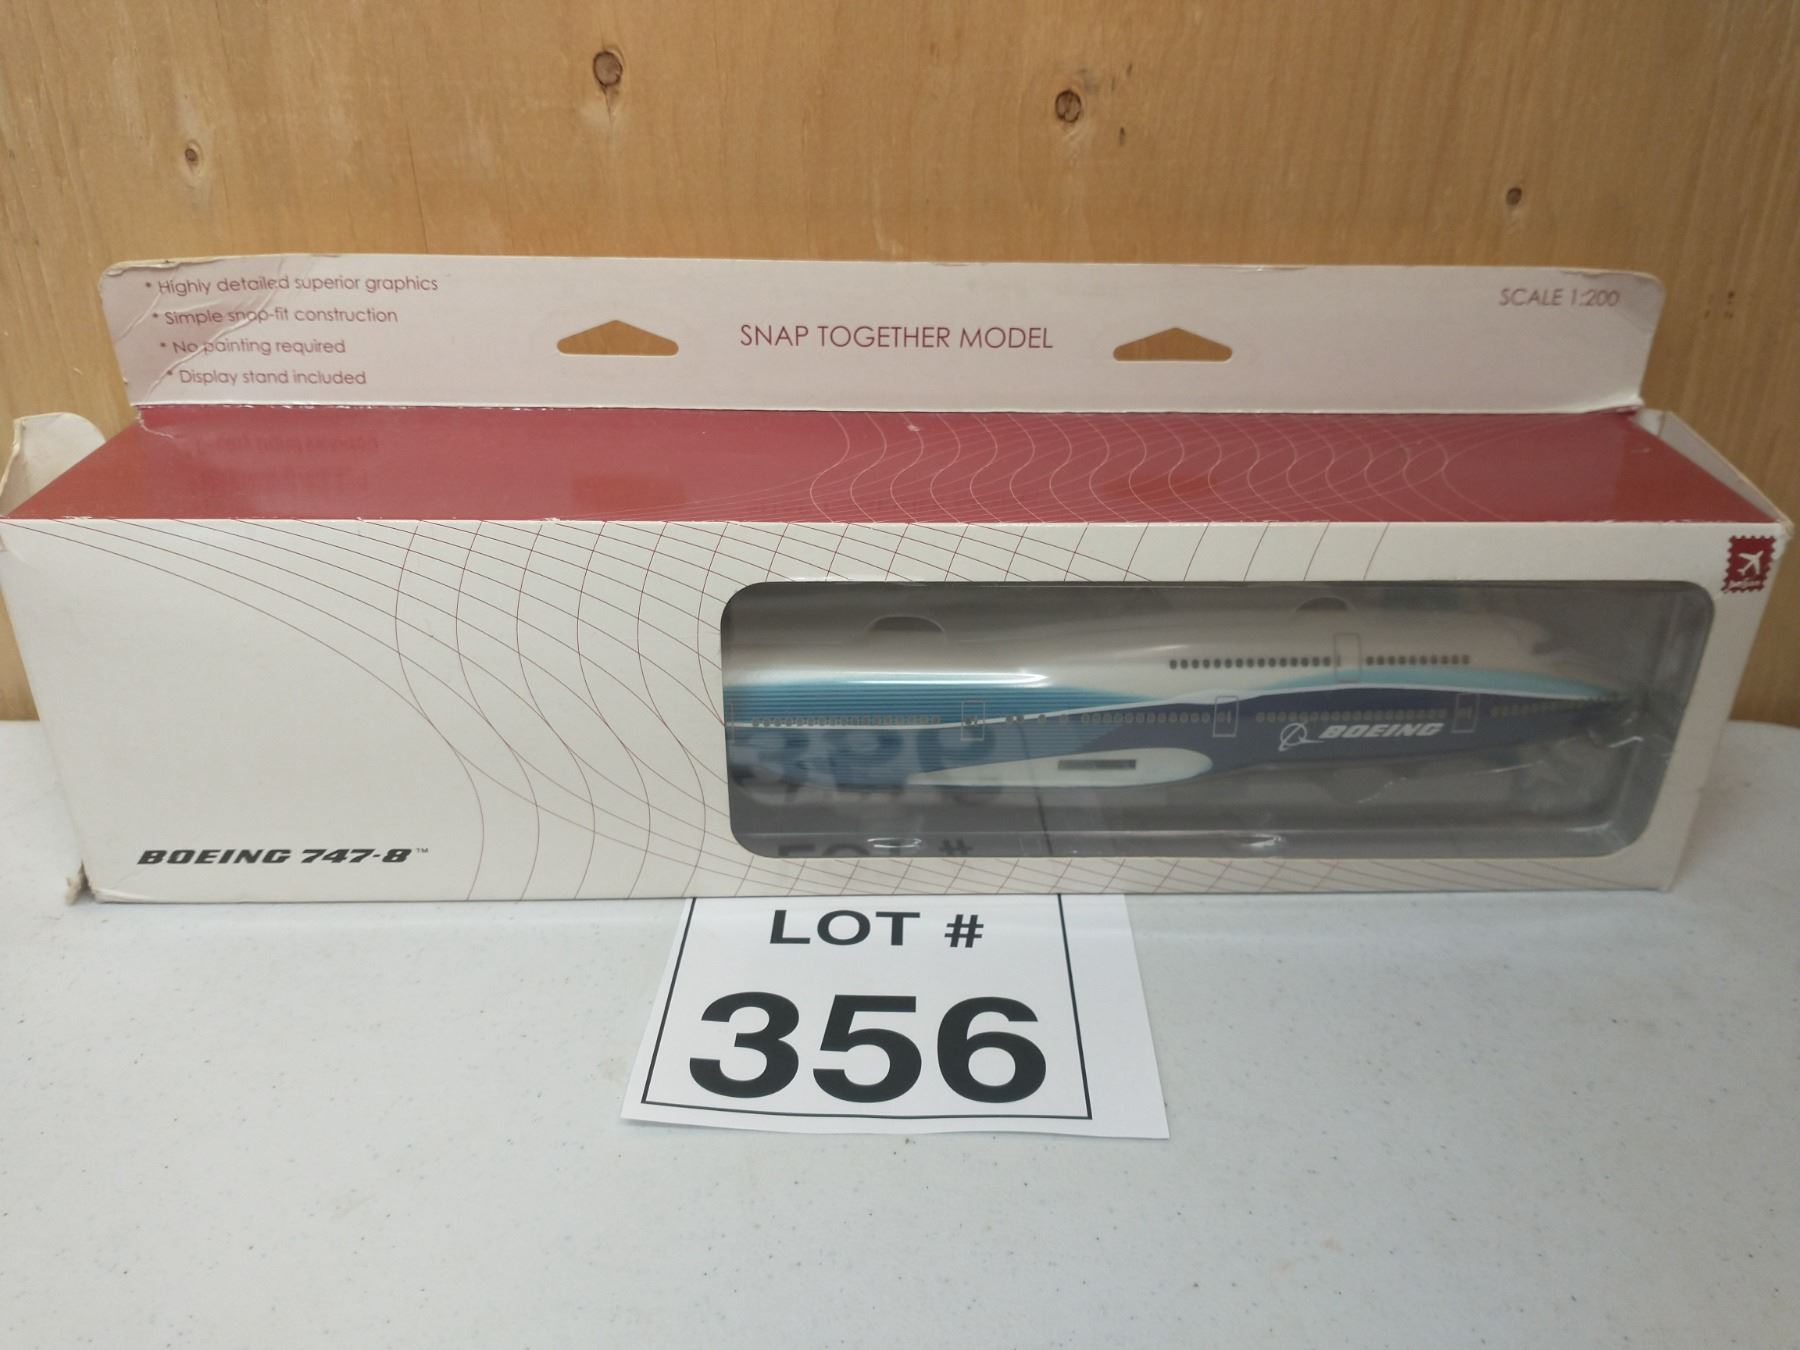 * Highly detailed superior graphics
* Simple snap-fit construction
* No painting required
* Display stand included
SNAP TOGETHER MODEL
SCALE 1:200
BOEING
BOEING 747-8™
LOT #
356